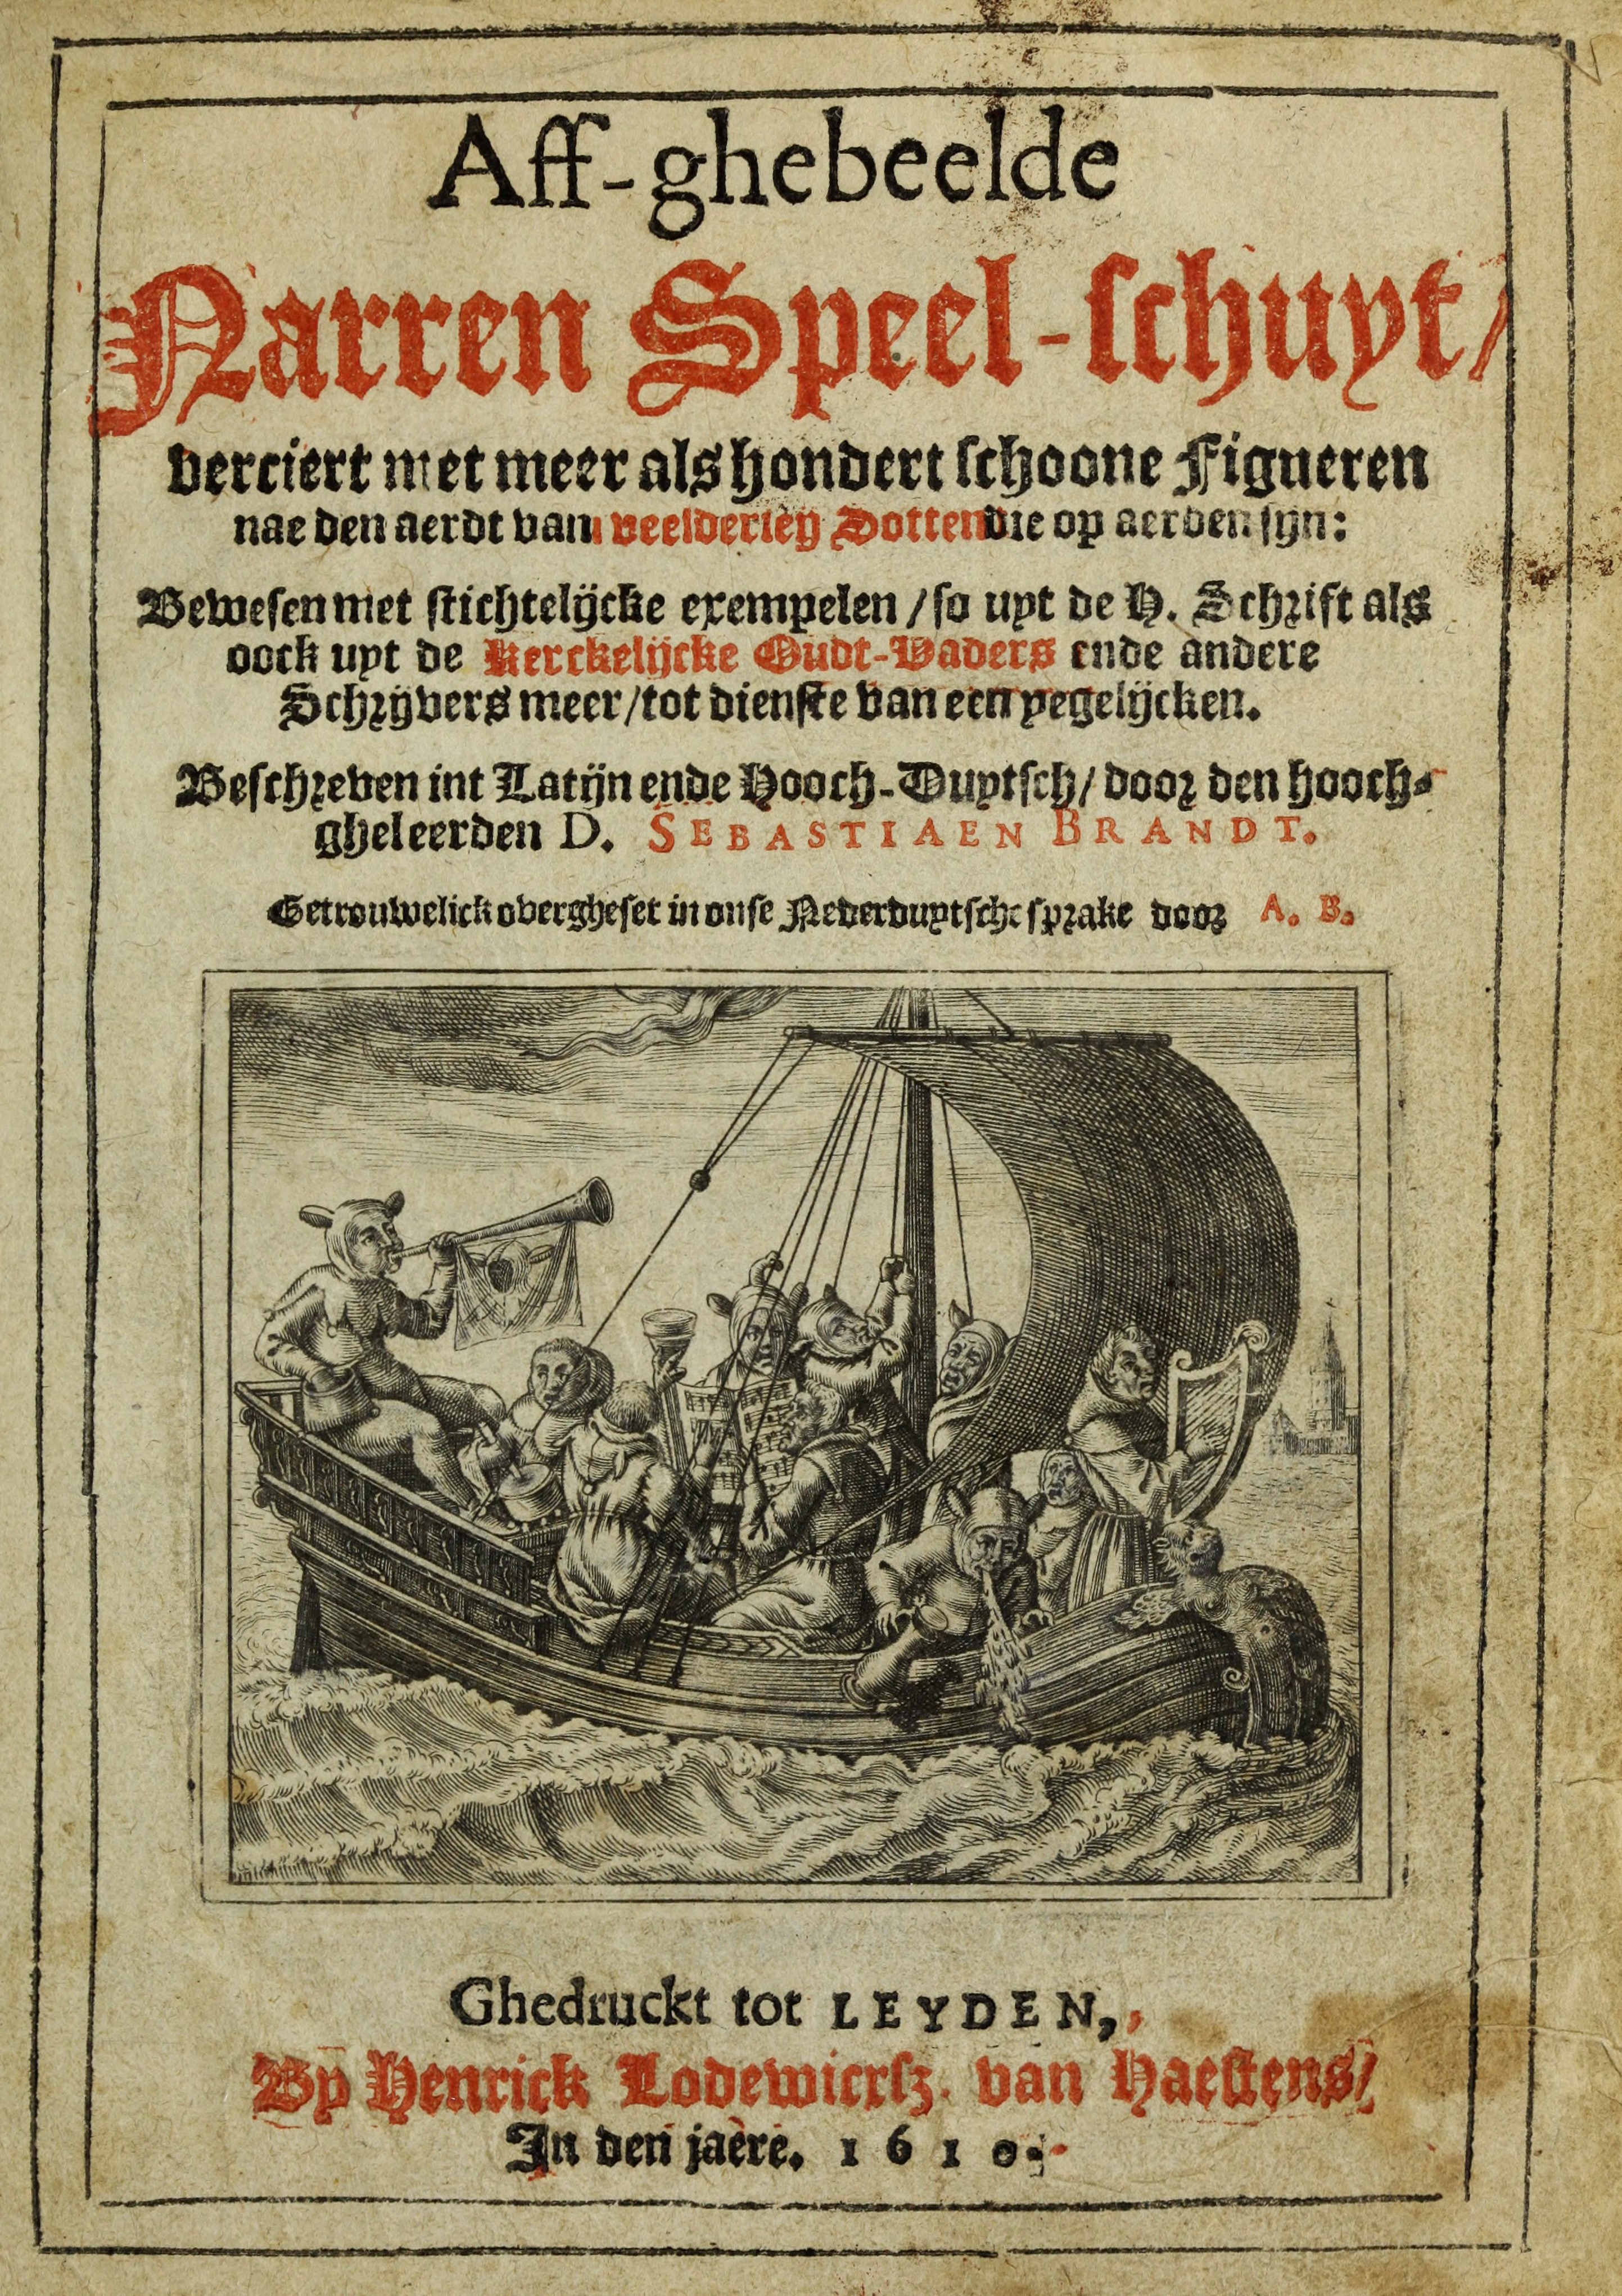 Aff-ghebeelde
Narren Speel-schuyt/
verciert met meer als hondert schoone Figueren
nae den aerdt van veelderley Sotten die op aerden sijn:
Bewesen met stichtelijcke exempelen / so uyt de H. Schrift als
oock uyt de Kerckelijcke Oudt-Vaders ende andere
Schrijvers meer / tot dienste van een yegelijcken.
Beschreven int Latijn ende Hooch-Duytsch / door den hooch-
gheleerden D. SEBASTIAEN BRANDT.
Getrouwelick overgheset in onse Nederduytsche sprake door A. B.
Ghedruckt tot LEYDEN,
By Henrick Lodewicxsz. van Haestens/
In den jaere. 1610.